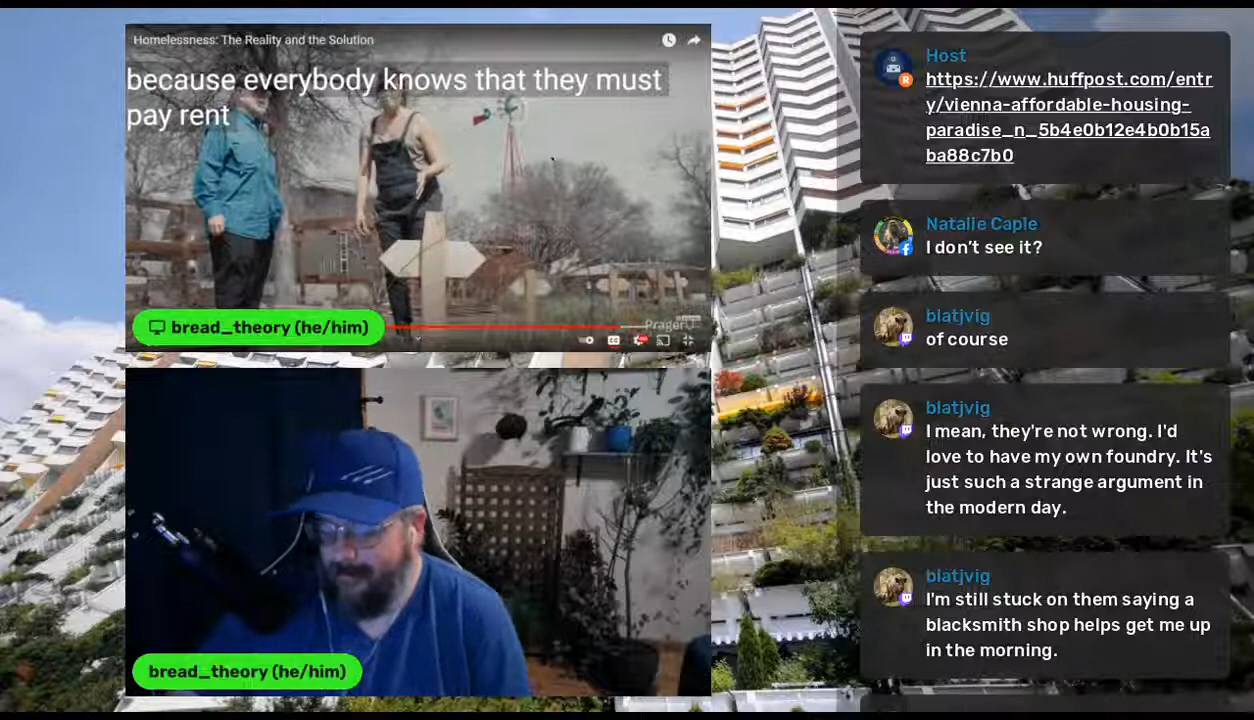 Homelessness: The Reality and the Solution
because everybody knows that they must
pay rent
PragerU
bread_theory (he/him)
bread_theory (he/him)
Host
https://www.huffpost.com/entr
y/vienna-affordable-housing-
paradise_n_5b4e0b12e4b0b15a
ba88c7b0
Natalie Caple
I don't see it?
blatjvig
of course
blatjvig
I mean, they're not wrong. I'd
love to have my own foundry. It's
just such a strange argument in
the modern day.
blatjvig
I'm still stuck on them saying a
blacksmith shop helps get me up
in the morning.